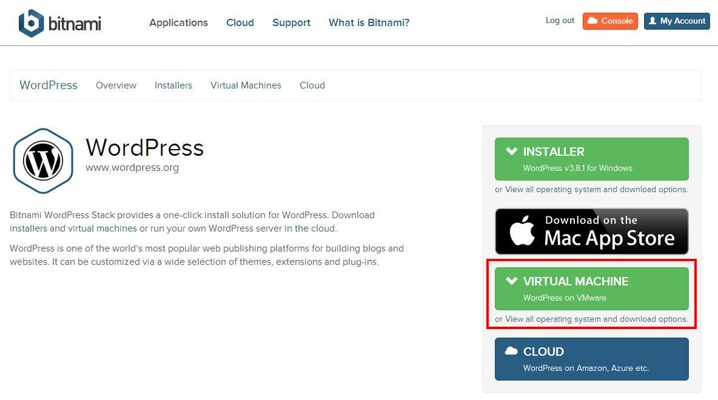 bitnami
Applications Cloud Support What is Bitnami?
Log out Console My Account
WordPress Overview Installers Virtual Machines Cloud
WordPress
www.wordpress.org
Bitnami WordPress Stack provides a one-click install solution for WordPress. Download
installers and virtual machines or run your own WordPress server in the cloud.
WordPress is one of the world's most popular web publishing platforms for building blogs and
websites. It can be customized via a wide selection of themes, extensions and plug-ins.
INSTALLER
WordPress v3.8.1 for Windows
or View all operating system and download options.
Download on the
Mac App Store
VIRTUAL MACHINE
WordPress on VMware
or View all operating system and download options.
CLOUD
WordPress on Amazon, Azure etc.